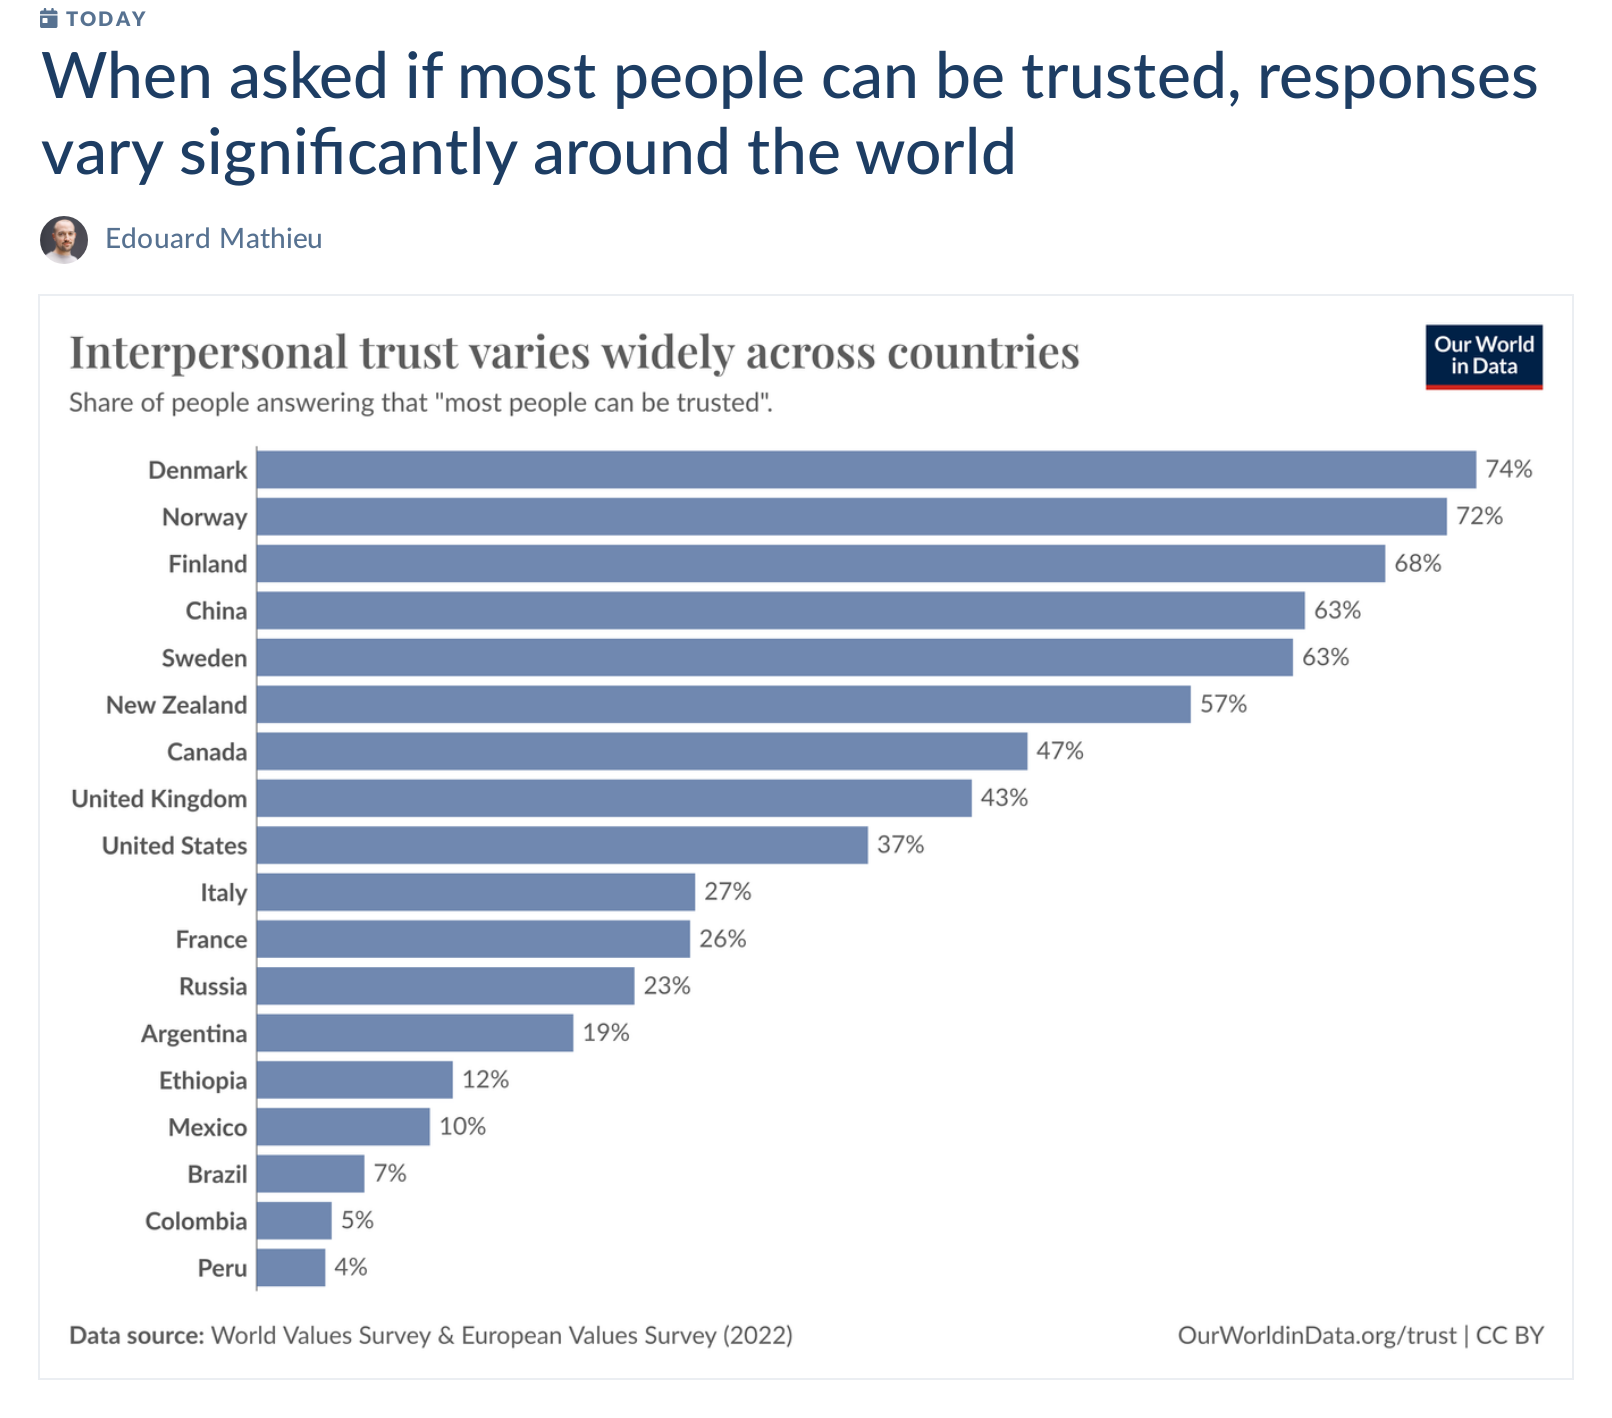 TODAY
When asked if most people can be trusted, responses
vary significantly around the world
Edouard Mathieu
Interpersonal trust varies widely across countries
Our World
in Data
Share of people answering that "most people can be trusted".
Denmark 74%
Norway 72%
Finland 68%
China 63%
Sweden 63%
New Zealand 57%
Canada 47%
United Kingdom 43%
United States 37%
Italy 27%
France 26%
Russia 23%
Argentina 19%
Ethiopia 12%
Mexico 10%
Brazil 7%
Colombia 5%
Peru 4%
Data source: World Values Survey & European Values Survey (2022)
OurWorldinData.org/trust | CC BY